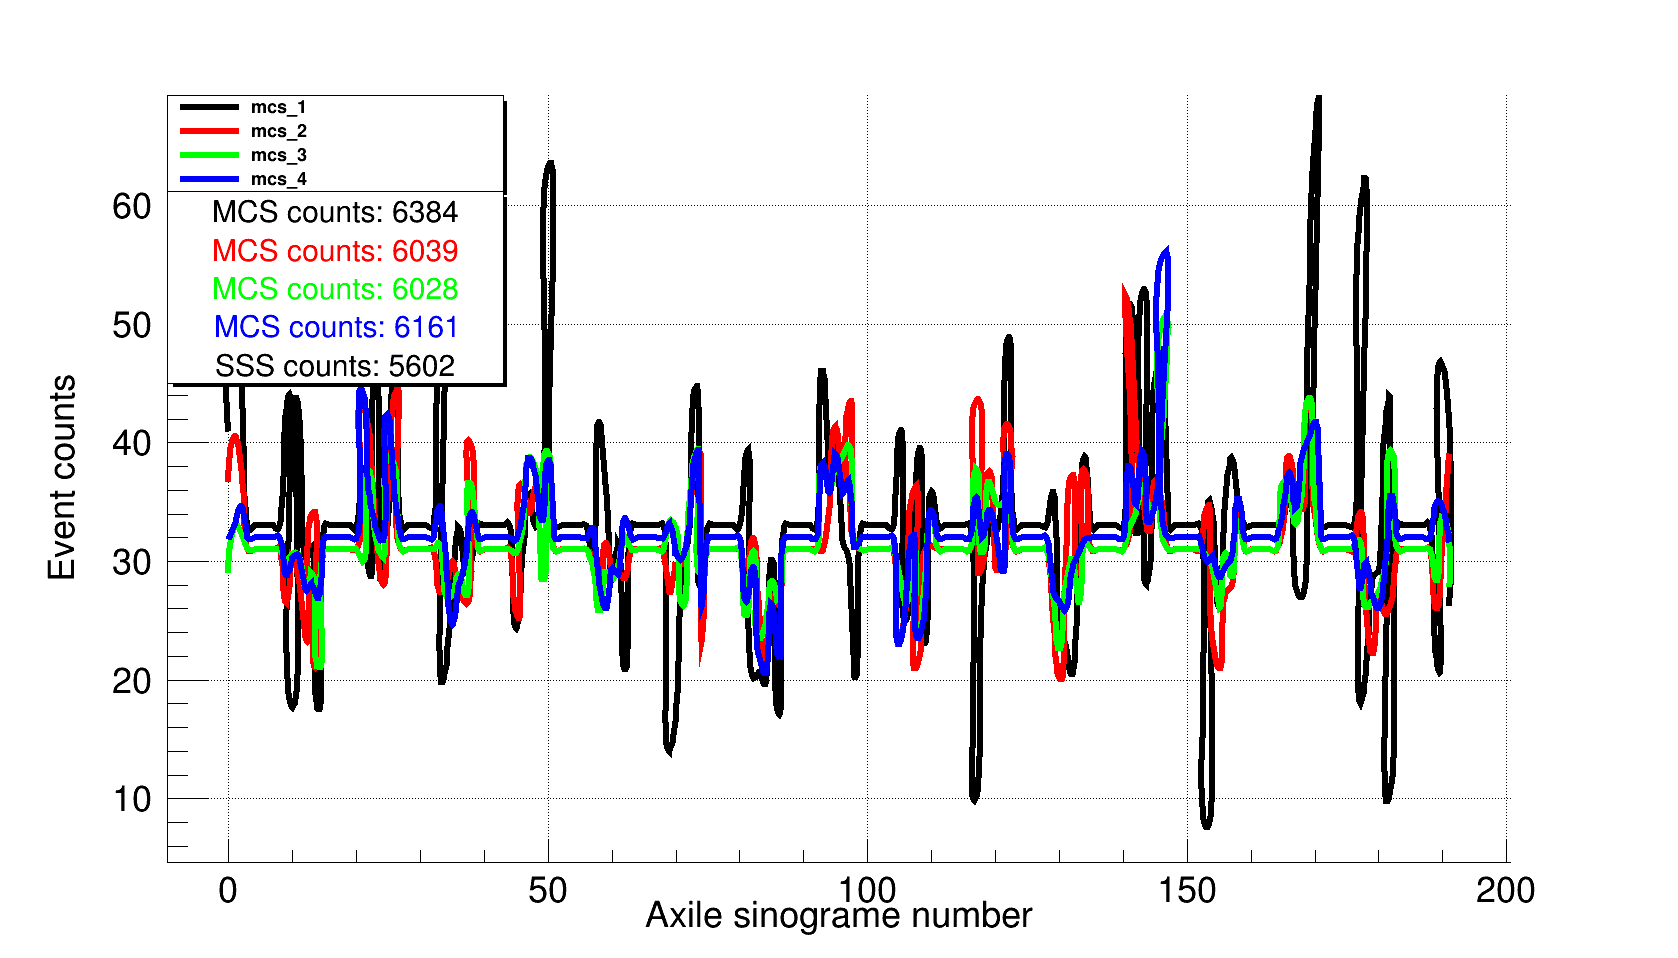 mcs_1
mcs_2
mcs_3
mcs_4
MCS counts: 6384
MCS counts: 6039
MCS counts: 6028
MCS counts: 6161
SSS counts: 5602
60
50
40
30
20
10
Event counts
0 50 100 150 200
Axile sinograme number